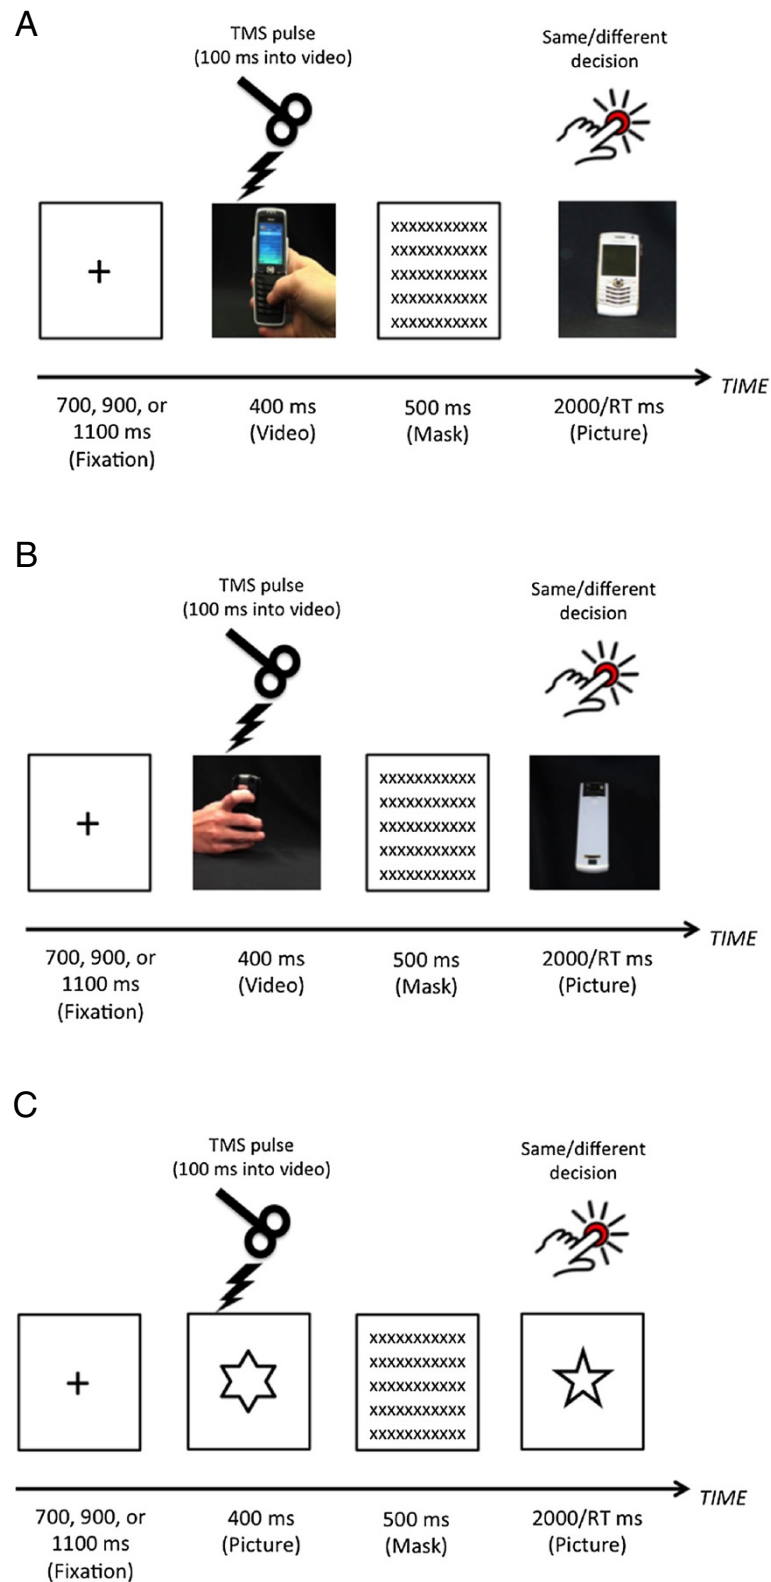 A
TMS pulse
(100 ms into video)
Same/different
decision
+
XXXXXXXXXXX
XXXXXXXXXXX
XXXXXXXXXXX
XXXXXXXXXXX
XXXXXXXXXXX
TIME
700, 900, or
1100 ms
(Fixation)
400 ms
(Video)
500 ms
(Mask)
2000/RT ms
(Picture)
B
TMS pulse
(100 ms into video)
Same/different
decision
+
XXXXXXXXXXX
XXXXXXXXXXX
XXXXXXXXXXX
XXXXXXXXXXX
XXXXXXXXXXX
TIME
700, 900, or
1100 ms
(Fixation)
400 ms
(Video)
500 ms
(Mask)
2000/RT ms
(Picture)
C
TMS pulse
(100 ms into video)
Same/different
decision
+
XXXXXXXXXXX
XXXXXXXXXXX
XXXXXXXXXXX
XXXXXXXXXXX
XXXXXXXXXXX
TIME
700, 900, or
1100 ms
(Fixation)
400 ms
(Picture)
500 ms
(Mask)
2000/RT ms
(Picture)